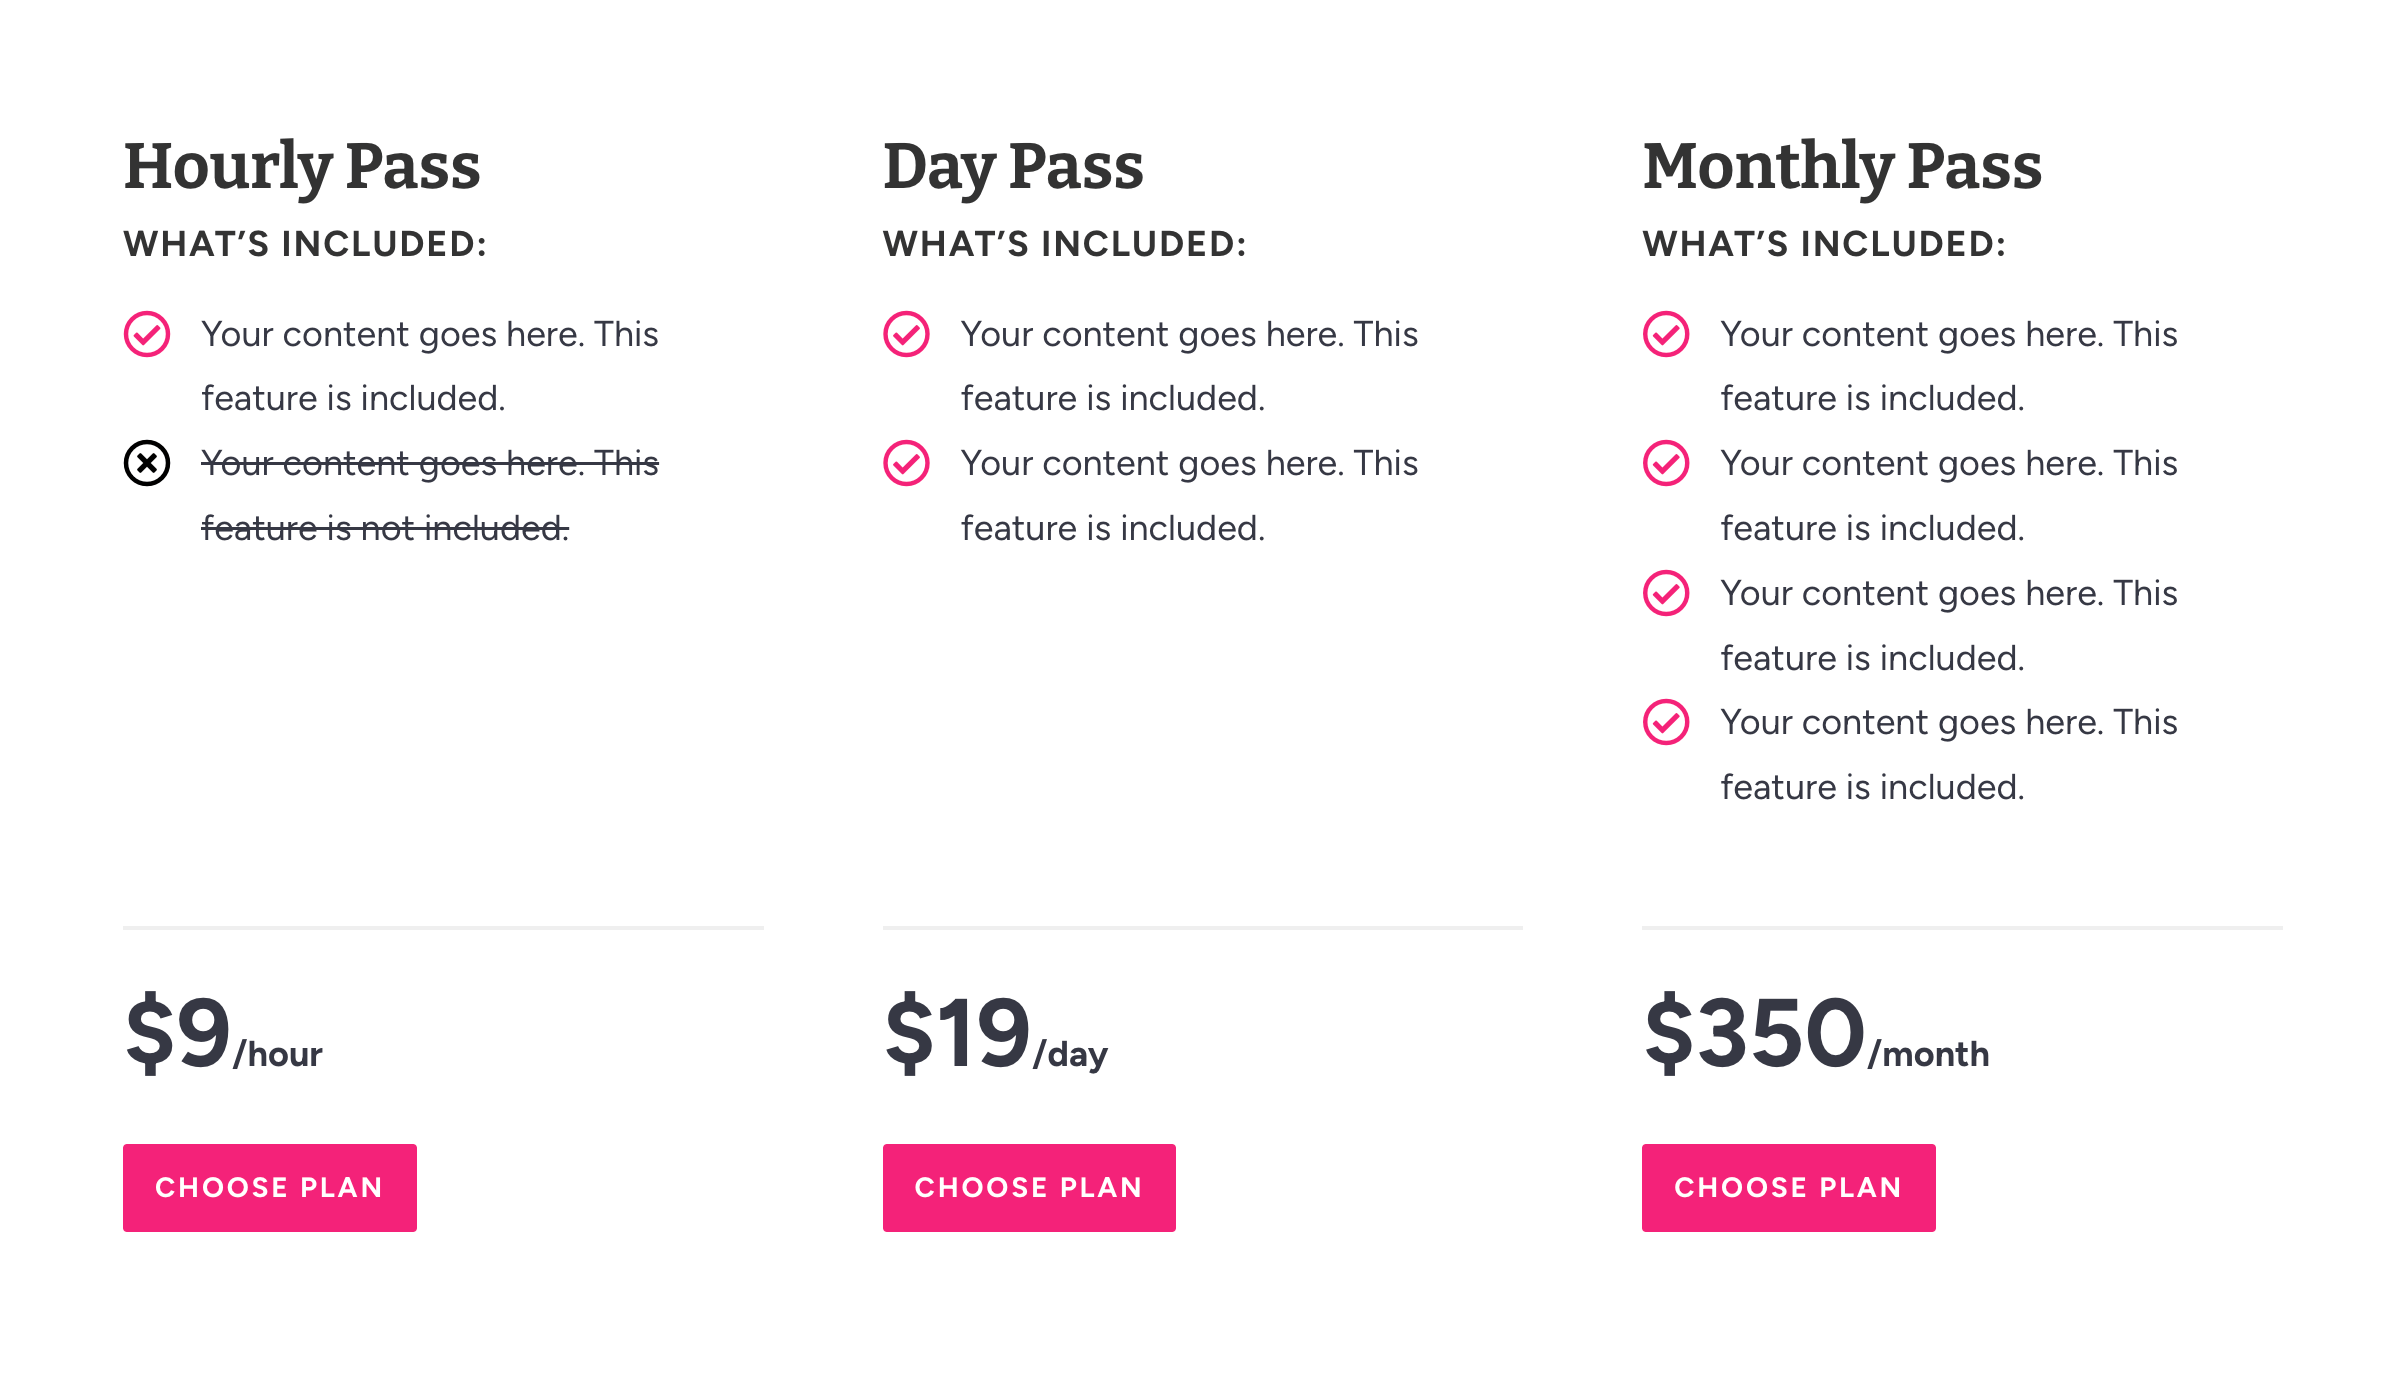 Hourly Pass
WHAT’S INCLUDED:
Your content goes here. This
feature is included.
Your content goes here. This
feature is not included.
$9/hour
CHOOSE PLAN
Day Pass
WHAT’S INCLUDED:
Your content goes here. This
feature is included.
Your content goes here. This
feature is included.
$19/day
CHOOSE PLAN
Monthly Pass
WHAT’S INCLUDED:
Your content goes here. This
feature is included.
Your content goes here. This
feature is included.
Your content goes here. This
feature is included.
Your content goes here. This
feature is included.
$350/month
CHOOSE PLAN